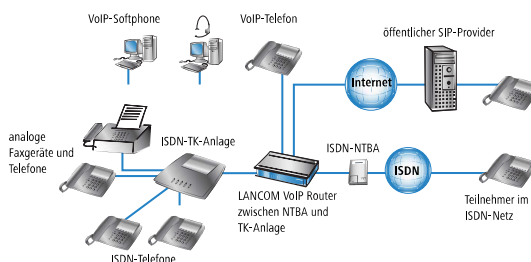 VoIP-Softphone
VoIP-Telefon
öffentlicher SIP-Provider
Internet
analoge
Faxgeräte und
Telefone
ISDN-TK-Anlage
ISDN-NTBA
ISDN
LANCOM VoIP Router
zwischen NTBA und
TK-Anlage
Teilnehmer im
ISDN-Netz
ISDN-Telefone